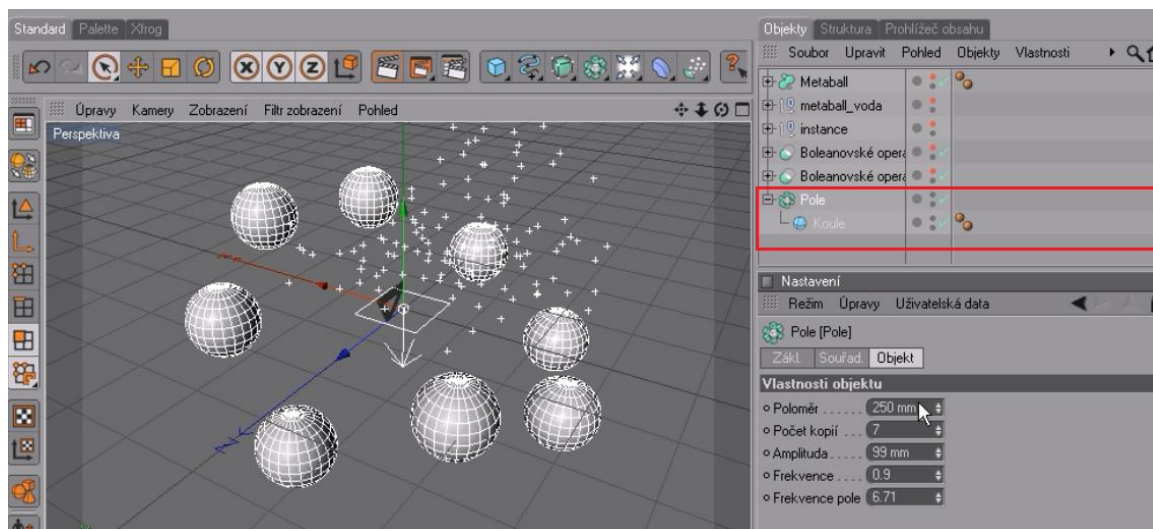 Standard Palette Xfrog
Úpravy Kamery Zobrazení Filtr zobrazení Pohled
Perspektiva
X Y Z
Objekty Struktura Prohlížeč obsahu
Soubor Upravit Pohled Objekty Vlastnosti
Metaball
metaball_voda
instance
Boleanovské opera
Boleanovské opera
Pole
Koule
Nastavení
Režim Úpravy Uživatelská data
Pole [Pole]
Zákl. Souřad. Objekt
Vlastnosti objektu
Poloměr . . . . . . 250 mm
Počet kopií . . . 7
Amplituda . . . . . 99 mm
Frekvence . . . . 0.9
Frekvence pole 6.71